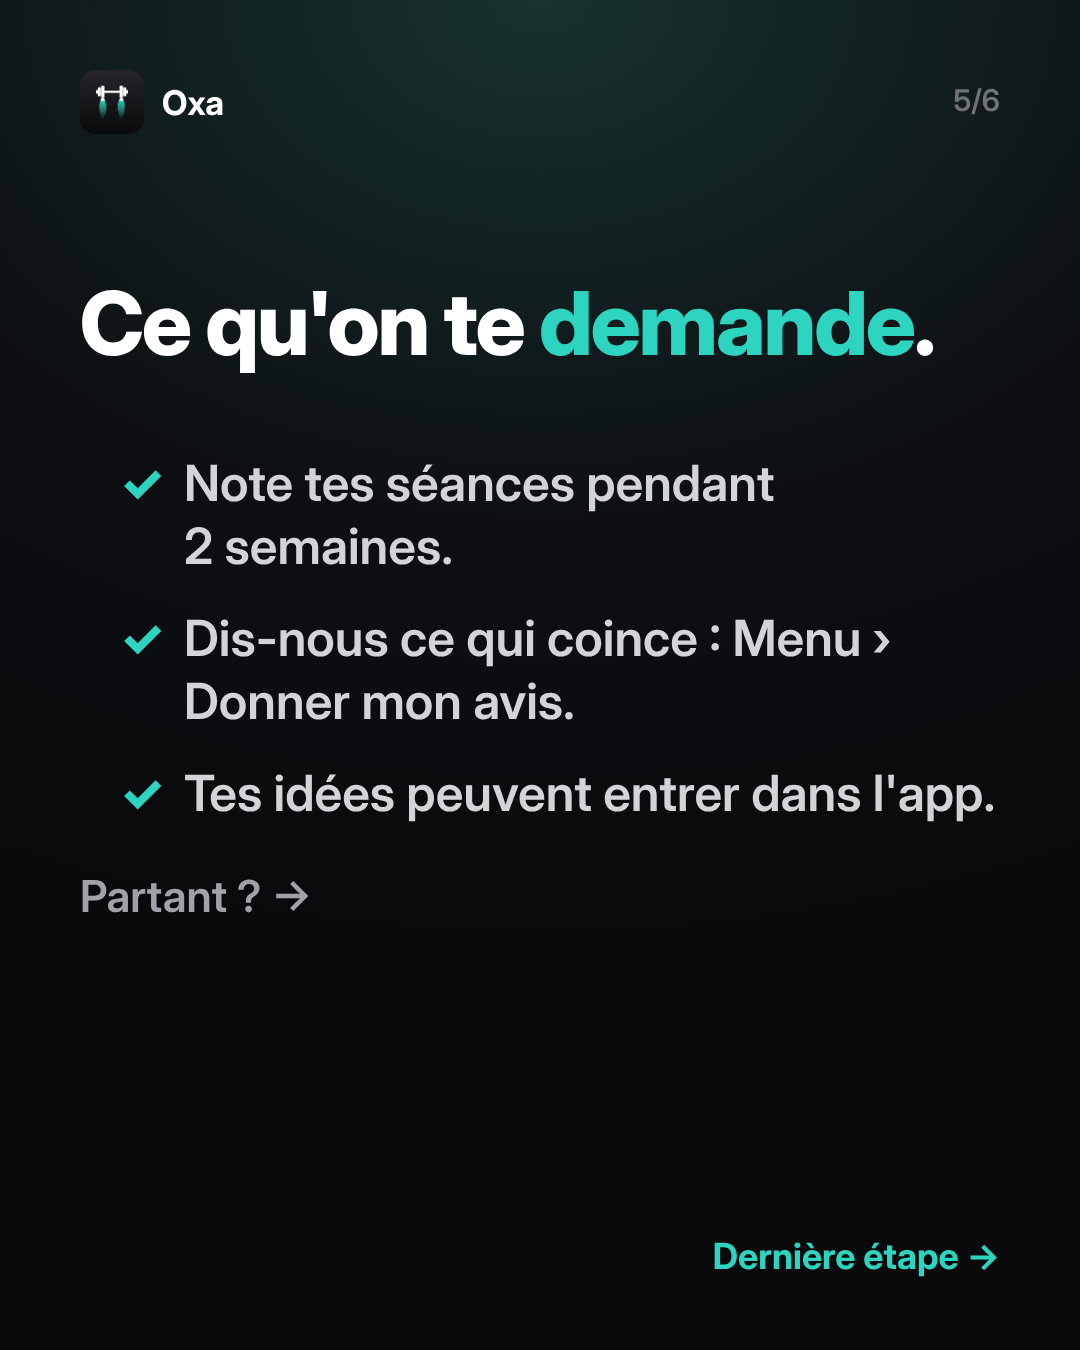 Oxa
5/6
Ce qu'on te demande.
✓ Note tes séances pendant
2 semaines.
✓ Dis-nous ce qui coince : Menu ›
Donner mon avis.
✓ Tes idées peuvent entrer dans l'app.
Partant ? →
Dernière étape →